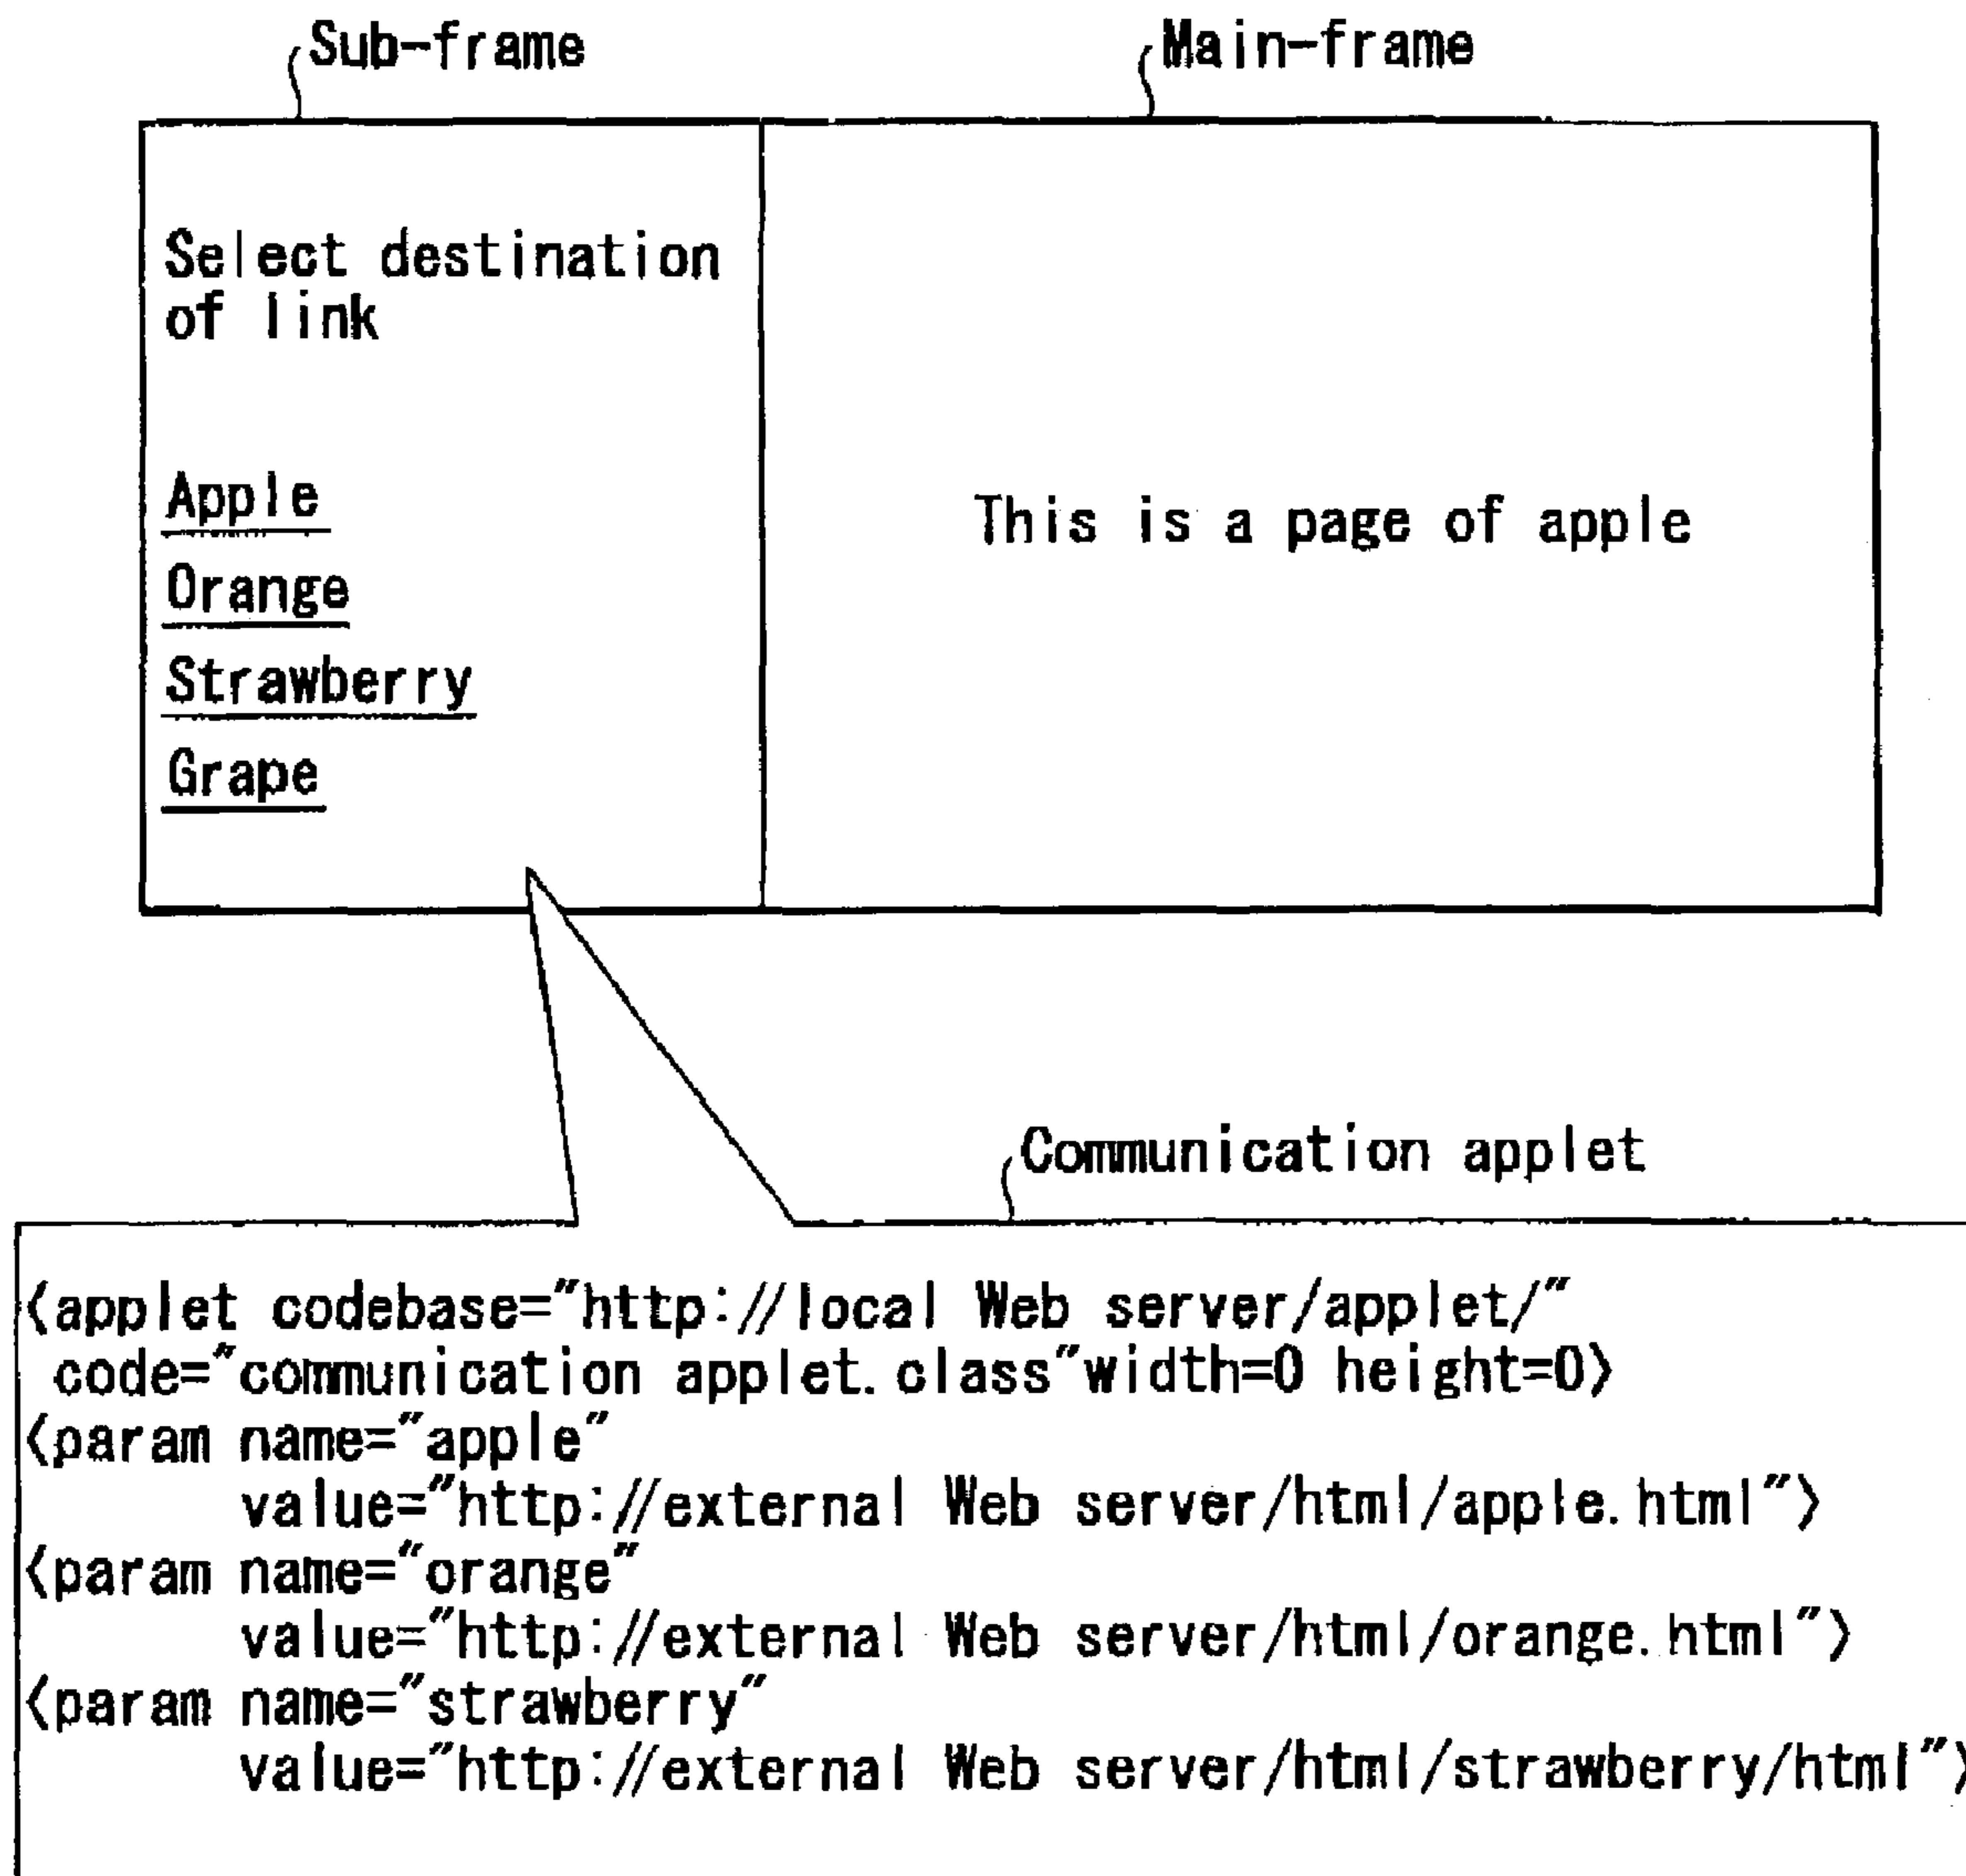 Sub-frame
Main-frame
Select destination
of link
Apple
Orange
Strawberry
Grape
This is a page of apple
Communication applet
<applet codebase="http://local Web server/applet/"
code="communication applet.class"width=0 height=0>
<param name="apple"
value="http://external Web server/html/apple.html">
<param name="orange"
value="http://external Web server/html/orange.html">
<param name="strawberry"
value="http://external Web server/html/strawberry/html">